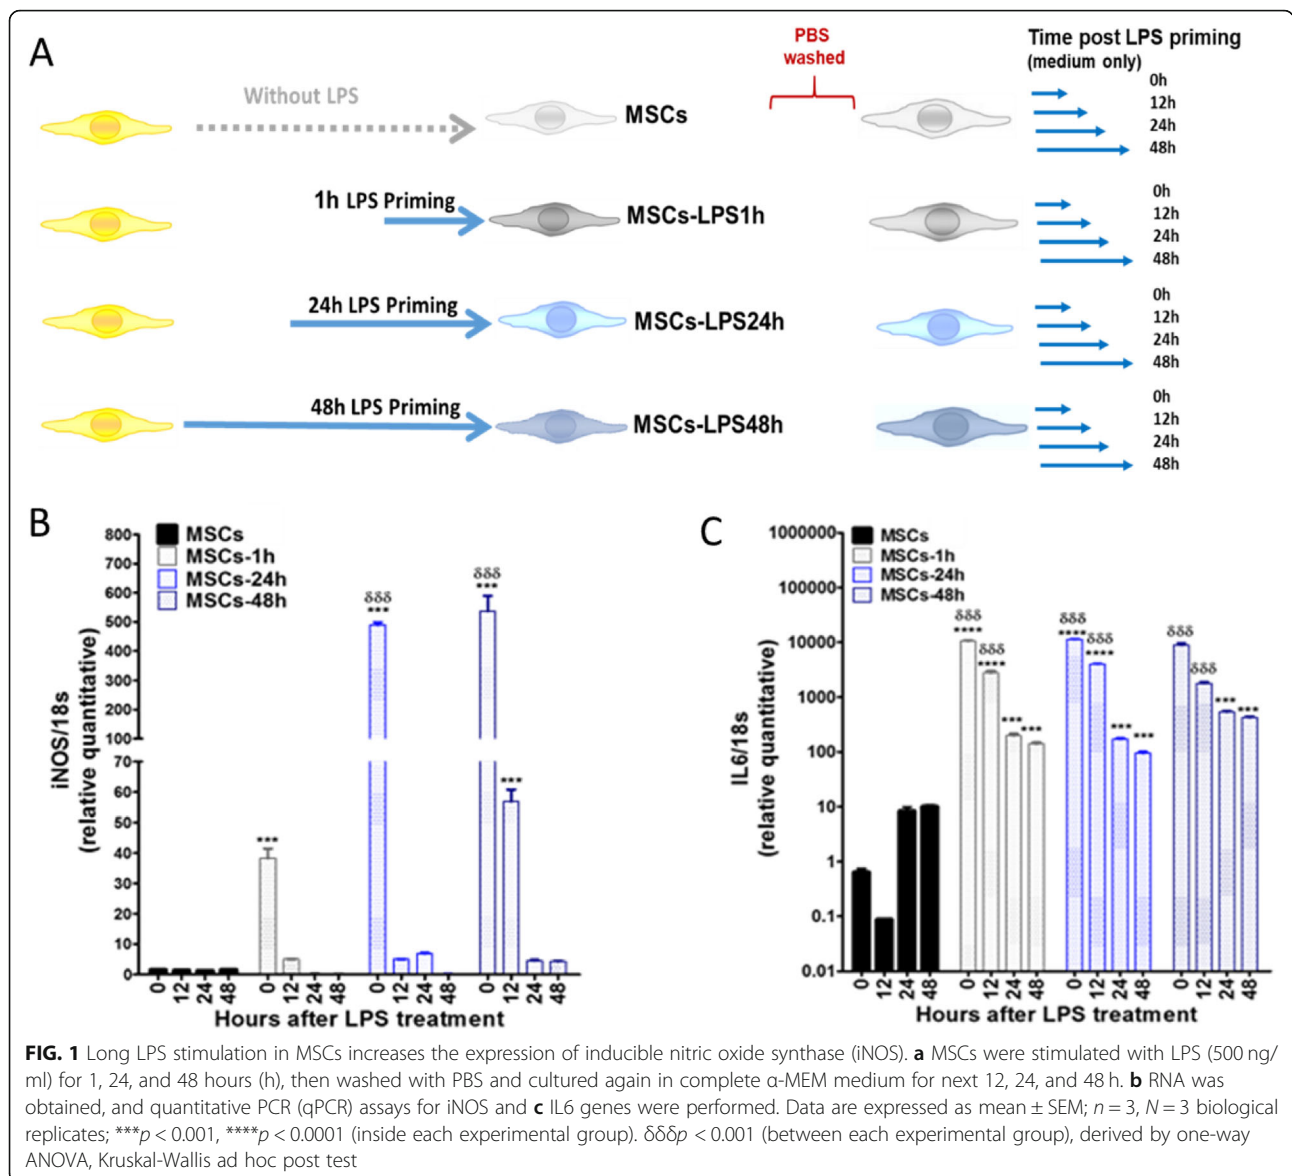 A
Without LPS
MSCs
PBS
washed
Time post LPS priming
(medium only)
0h
12h
24h
48h
1h LPS Priming
MSCs-LPS1h
0h
12h
24h
48h
24h LPS Priming
MSCs-LPS24h
0h
12h
24h
48h
48h LPS Priming
MSCs-LPS48h
0h
12h
24h
48h
B
MSCs
MSCs-1h
MSCs-24h
MSCs-48h
iNOS/18s
(relative quantitative)
800
700
600
500
400
300
200
100
70
60
50
40
30
20
10
0
***
δδδ
***
δδδ
***
***
0 12 24 48 0 12 24 48 0 12 24 48 0 12 24 48
Hours after LPS treatment
C
MSCs
MSCs-1h
MSCs-24h
MSCs-48h
IL6/18s
(relative quantitative)
1000000
100000
10000
1000
100
10
1
0.1
0.01
δδδ
****
δδδ
****
***
***
δδδ
****
δδδ
****
***
***
δδδ
δδδ
***
***
0 12 24 48 0 12 24 48 0 12 24 48 0 12 24 48
Hours after LPS treatment
FIG. 1 Long LPS stimulation in MSCs increases the expression of inducible nitric oxide synthase (iNOS). a MSCs were stimulated with LPS (500 ng/
ml) for 1, 24, and 48 hours (h), then washed with PBS and cultured again in complete α-MEM medium for next 12, 24, and 48 h. b RNA was
obtained, and quantitative PCR (qPCR) assays for iNOS and c IL6 genes were performed. Data are expressed as mean ± SEM; n = 3, N = 3 biological
replicates; ***p < 0.001, ****p < 0.0001 (inside each experimental group). δδδp < 0.001 (between each experimental group), derived by one-way
ANOVA, Kruskal-Wallis ad hoc post test